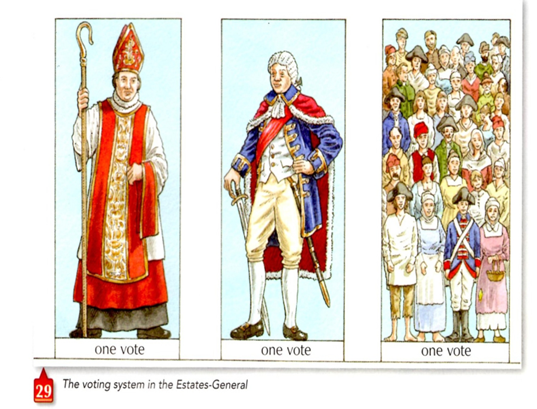 one vote
one vote
one vote
29
The voting system in the Estates-General